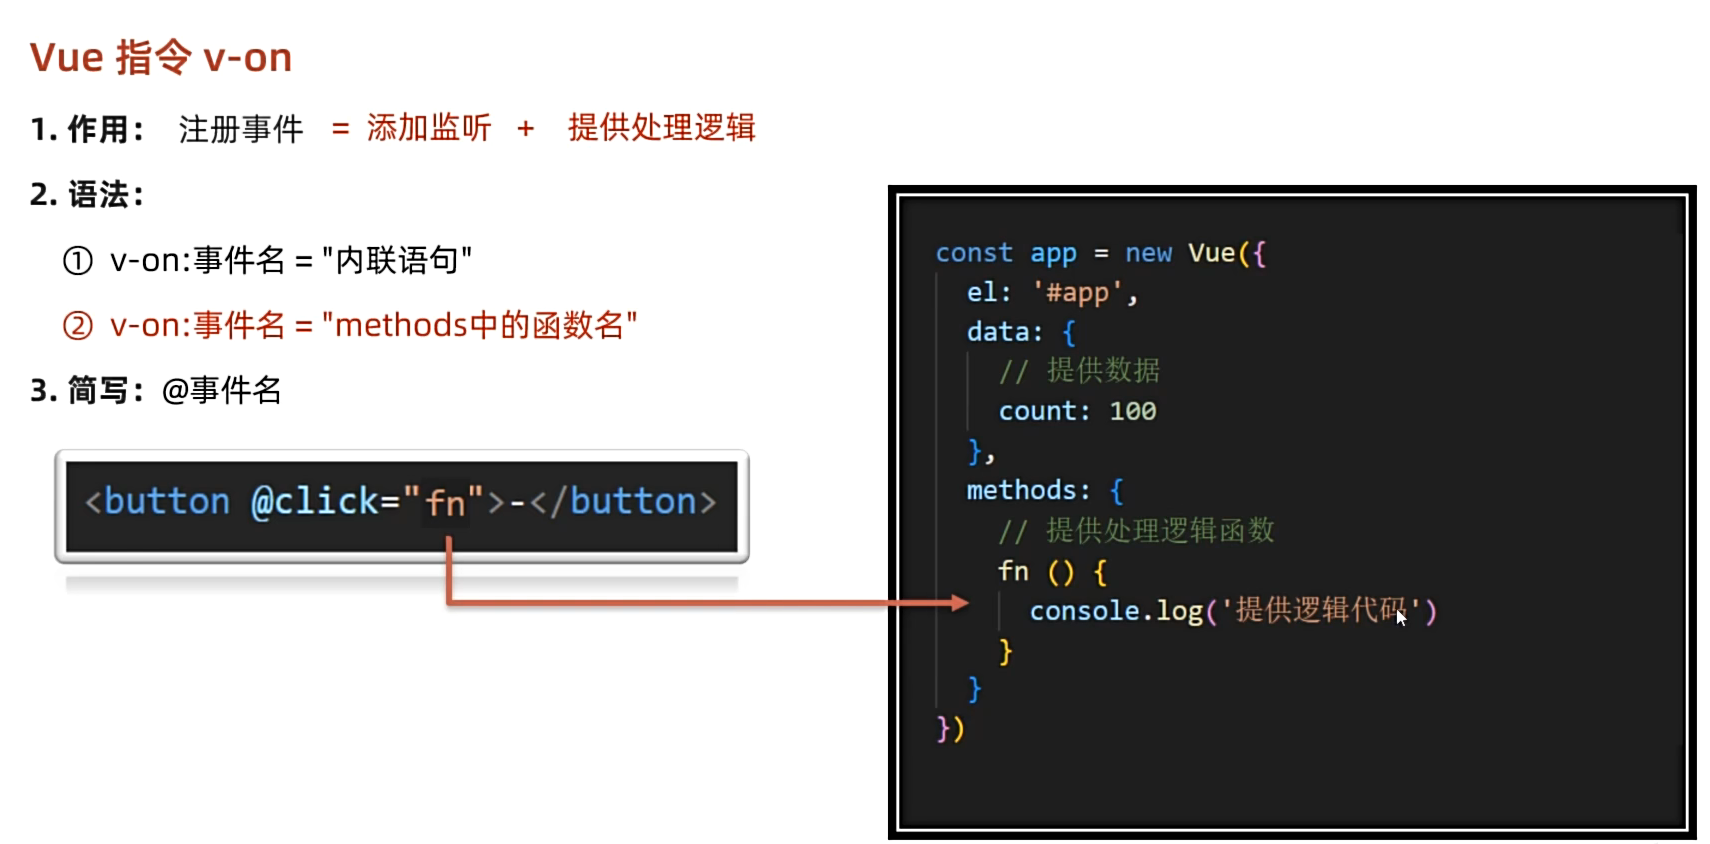 Vue 指令 v-on
1. 作用： 注册事件 = 添加监听 + 提供处理逻辑
2. 语法：
① v-on:事件名 = "内联语句"
② v-on:事件名 = "methods中的函数名"
3. 简写：@事件名
<button @click="fn">-</button>
const app = new Vue({
el: '#app',
data: {
// 提供数据
count: 100
},
methods: {
// 提供处理逻辑函数
fn () {
console.log('提供逻辑代码')
}
}
})